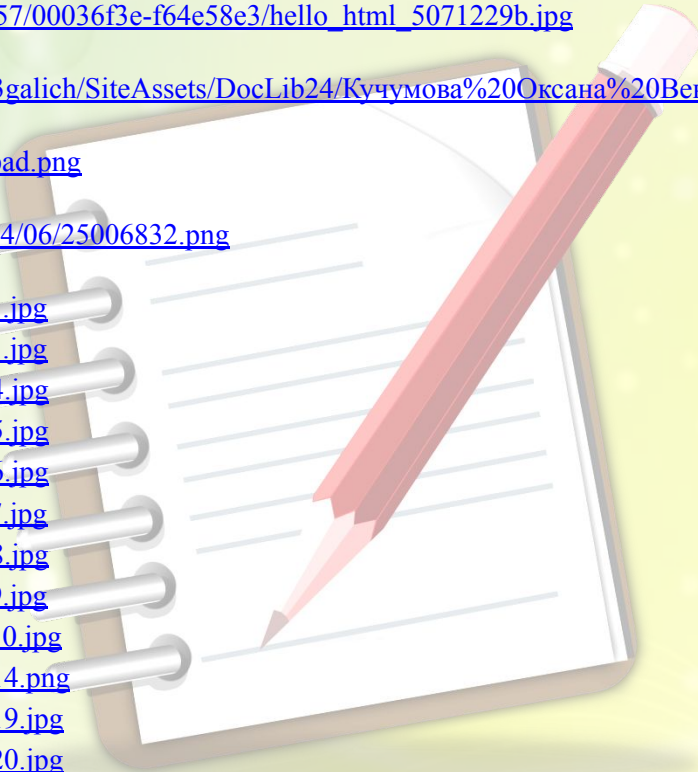 57/00036f3e-f64e58e3/hello_html_5071229b.jpg
galich/SiteAssets/DocLib24/Кучумова%20Оксана%20Вен
ad.png
4/06/25006832.png
.jpg
.jpg
.jpg
.jpg
.jpg
.jpg
.jpg
.jpg
0.jpg
4.png
9.jpg
20.jpg